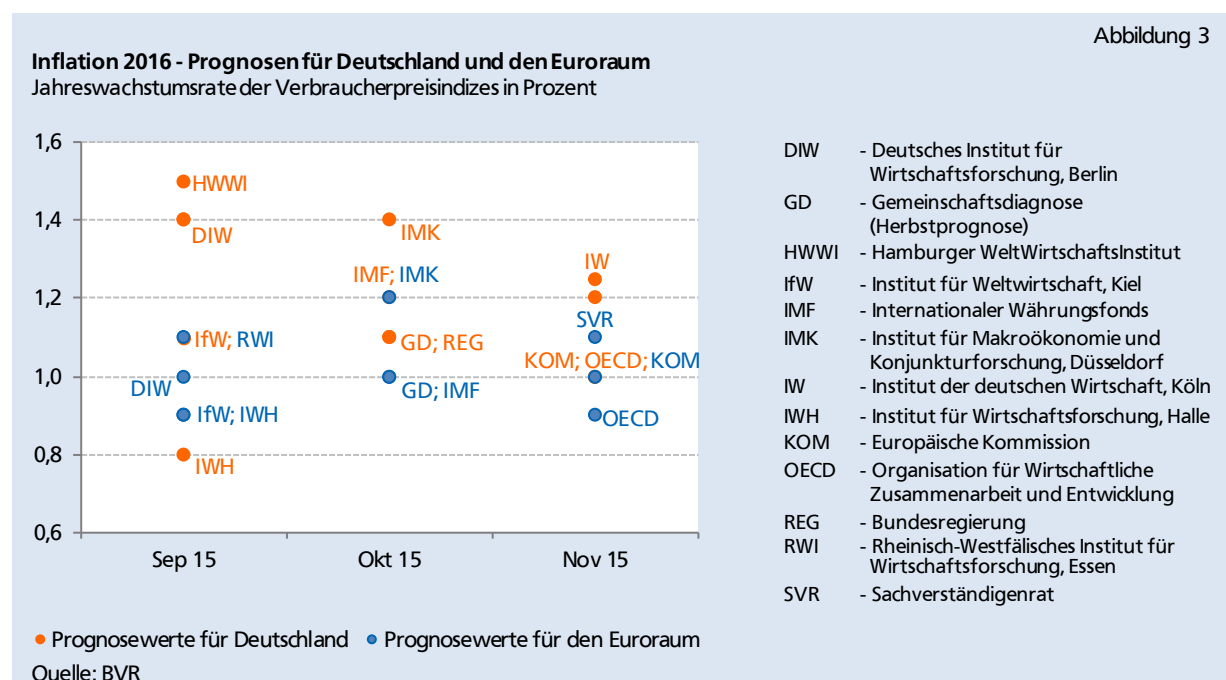 Abbildung 3
Inflation 2016 - Prognosen für Deutschland und den Euroraum
Jahreswachstumsrate der Verbraucherpreisindizes in Prozent
1,6
1,4
1,2
1,0
0,8
0,6
HWWI
DIW
IfW; RWI
DIW
IfW; IWH
IWH
IMK
IMF; IMK
GD; REG
GD; IMF
IW
SVR
KOM; OECD; KOM
OECD
Sep 15
Okt 15
Nov 15
DIW - Deutsches Institut für
Wirtschaftsforschung, Berlin
GD - Gemeinschaftsdiagnose
(Herbstprognose)
HWWI - Hamburger WeltWirtschaftsInstitut
IfW - Institut für Weltwirtschaft, Kiel
IMF - Internationaler Währungsfonds
IMK - Institut für Makroökonomie und
Konjunkturforschung, Düsseldorf
IW - Institut der deutschen Wirtschaft, Köln
IWH - Institut für Wirtschaftsforschung, Halle
KOM - Europäische Kommission
OECD - Organisation für Wirtschaftliche
Zusammenarbeit und Entwicklung
REG - Bundesregierung
RWI - Rheinisch-Westfälisches Institut für
Wirtschaftsforschung, Essen
SVR - Sachverständigenrat
Prognosewerte für Deutschland
Prognosewerte für den Euroraum
Quelle: BVR